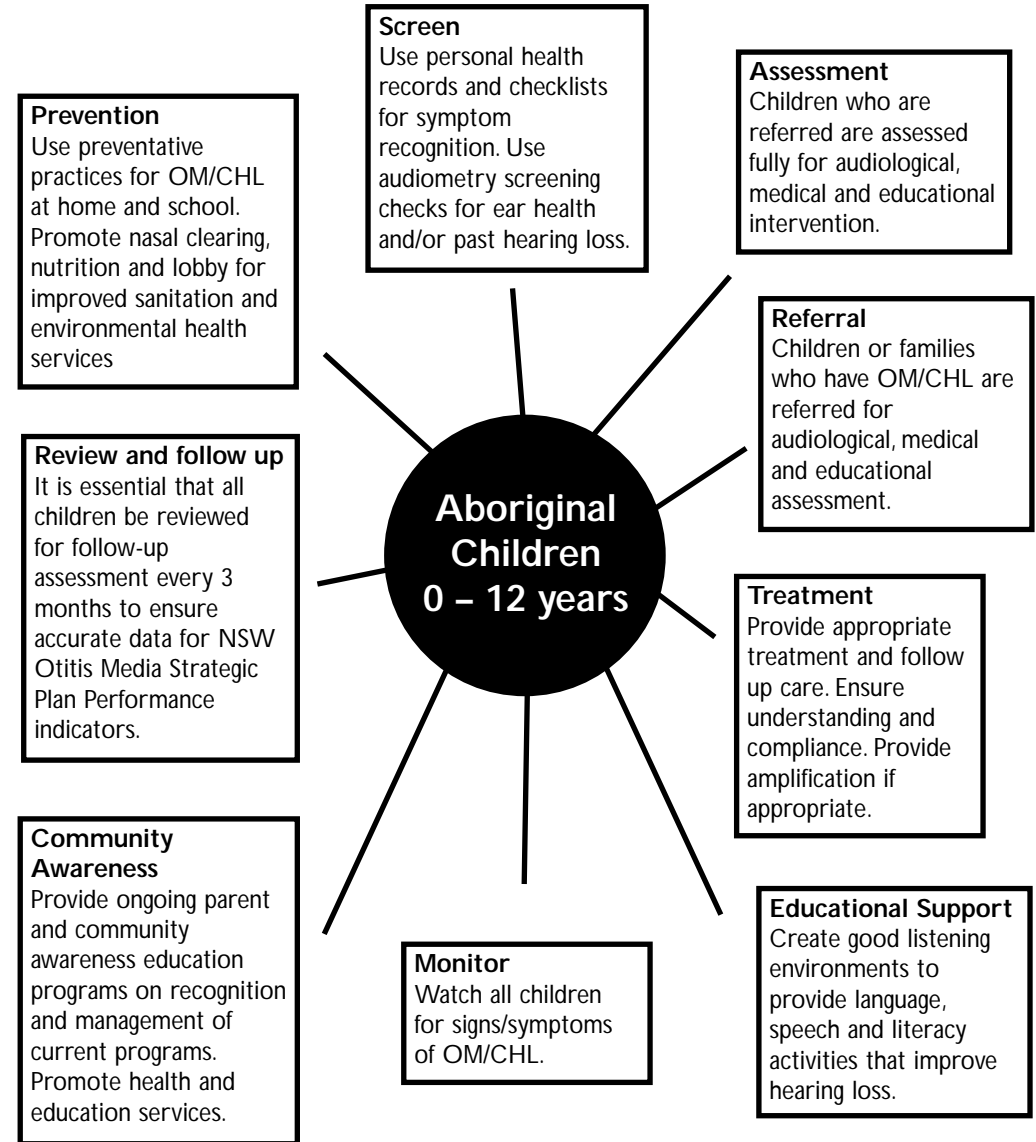 Screen
Use personal health
records and checklists
for symptom
recognition. Use
audiometry screening
checks for ear health
and/or past hearing loss.
Assessment
Children who are
referred are assessed
fully for audiological,
medical and educational
intervention.
Prevention
Use preventative
practices for OM/CHL
at home and school.
Promote nasal clearing,
nutrition and lobby for
improved sanitation and
environmental health
services
Referral
Children or families
who have OM/CHL are
referred for
audiological, medical
and educational
assessment.
Review and follow up
It is essential that all
children be reviewed
for follow-up
assessment every 3
months to ensure
accurate data for NSW
Otitis Media Strategic
Plan Performance
indicators.
Aboriginal
Children
0 – 12 years
Treatment
Provide appropriate
treatment and follow
up care. Ensure
understanding and
compliance. Provide
amplification if
appropriate.
Community
Awareness
Provide ongoing parent
and community
awareness education
programs on recognition
and management of
current programs.
Promote health and
education services.
Monitor
Watch all children
for signs/symptoms
of OM/CHL.
Educational Support
Create good listening
environments to
provide language,
speech and literacy
activities that improve
hearing loss.